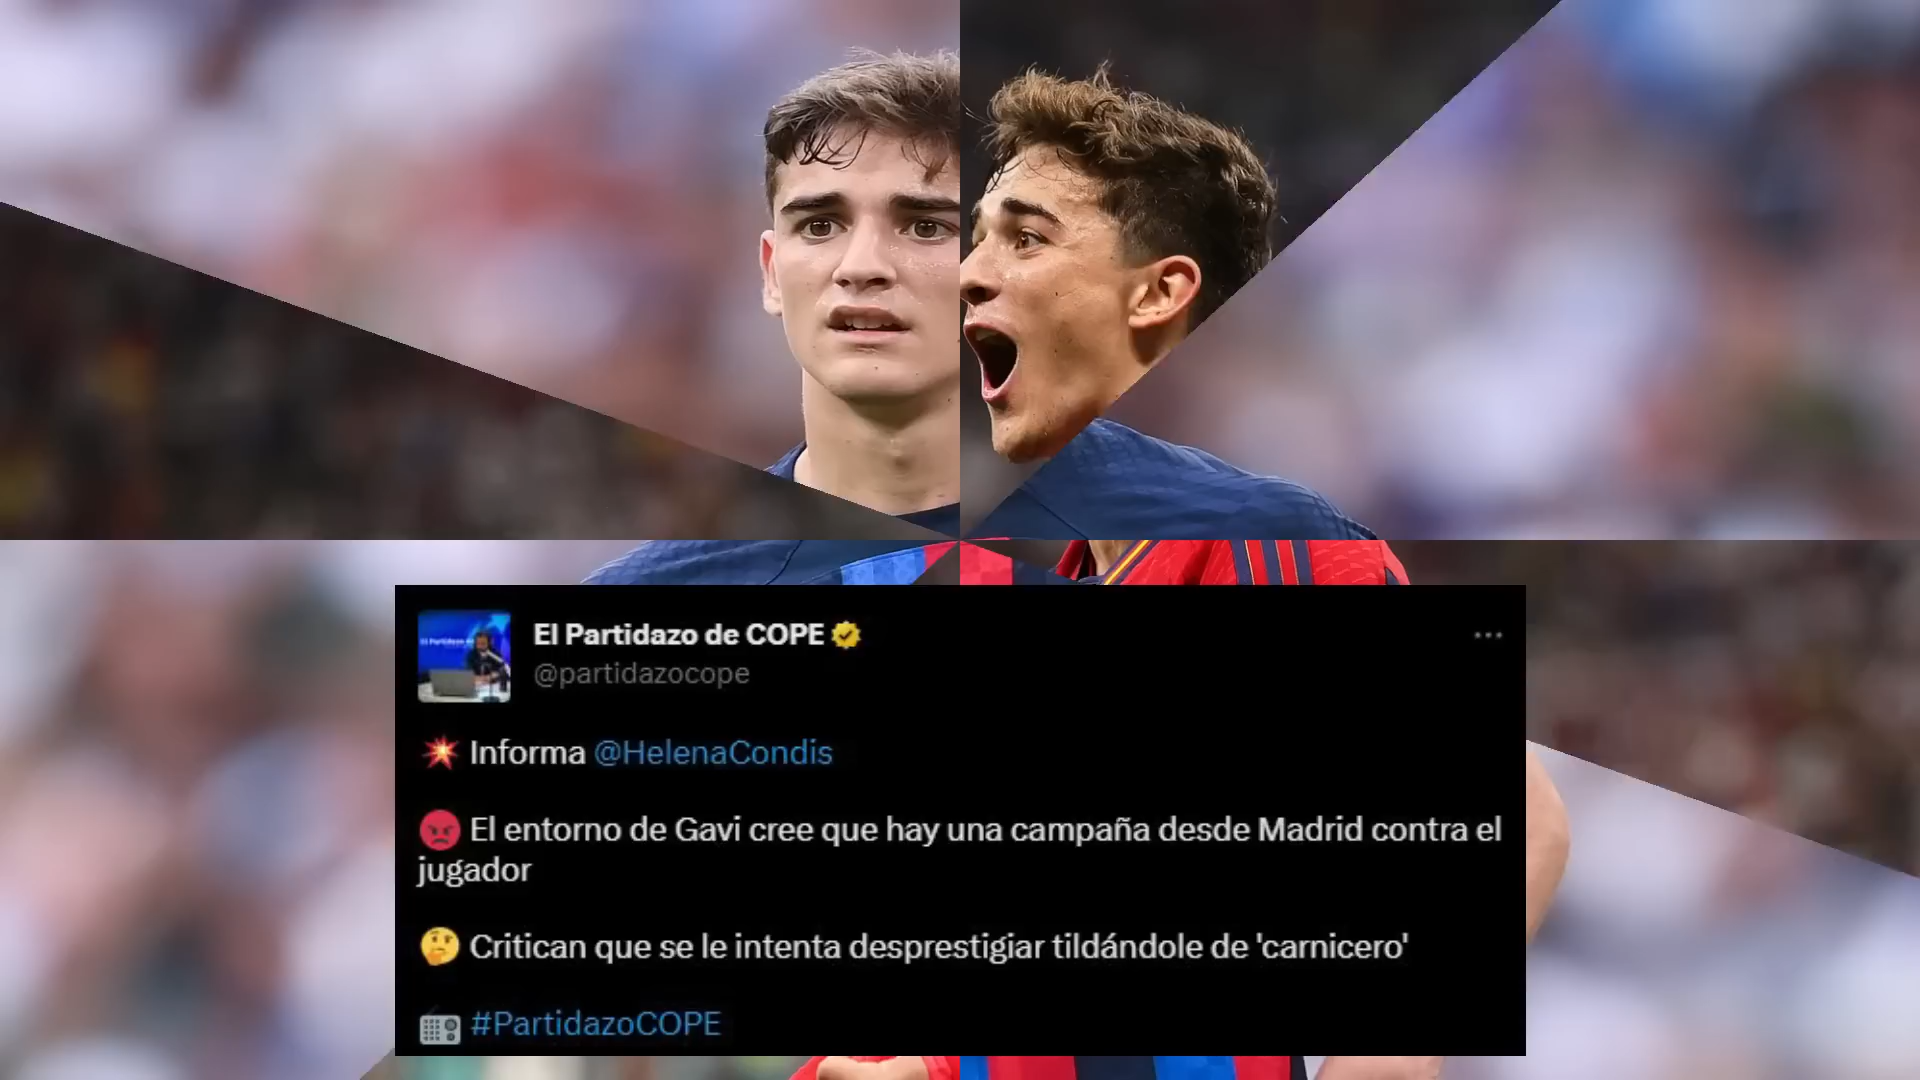 El Partidazo de COPE
@partidazocope
Informa @HelenaCondis
El entorno de Gavi cree que hay una campaña desde Madrid contra el
jugador
Critican que se le intenta desprestigiar tildándole de 'carnicero'
#PartidazoCOPE